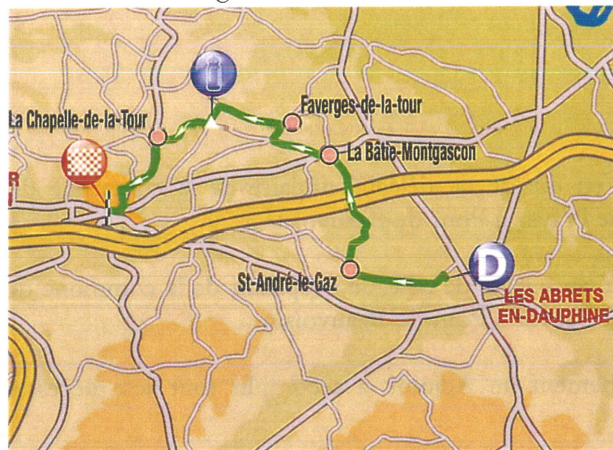 La Chapelle-de-la-Tour
Faverges-de-la-tour
La Bâtie-Montgascon
St-André-le-Gaz
D
LES ABRETS
EN-DAUPHINE